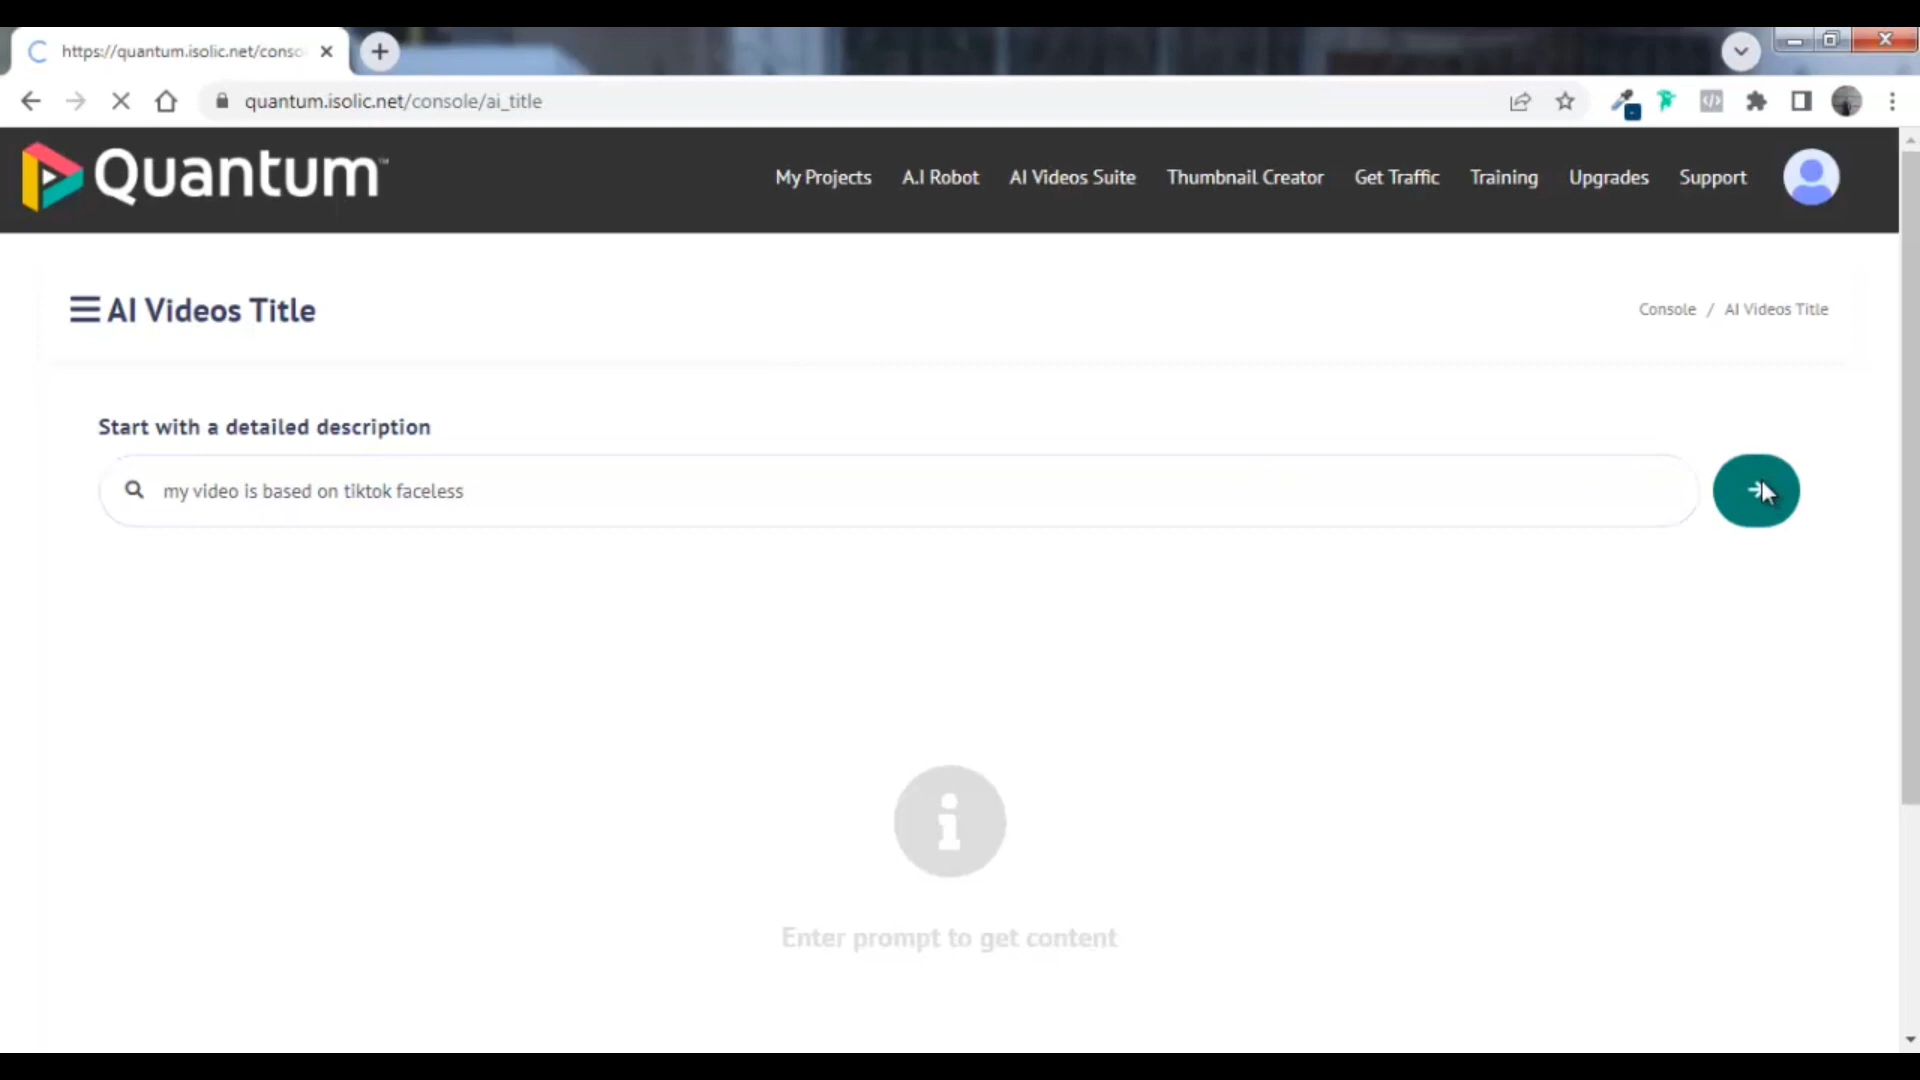 https://quantum.isolic.net/conso
quantum.isolic.net/console/ai_title
Quantum™
My Projects
A.I Robot
AI Videos Suite
Thumbnail Creator
Get Traffic
Training
Upgrades
Support
AI Videos Title
Console / AI Videos Title
Start with a detailed description
my video is based on tiktok faceless
Enter prompt to get content